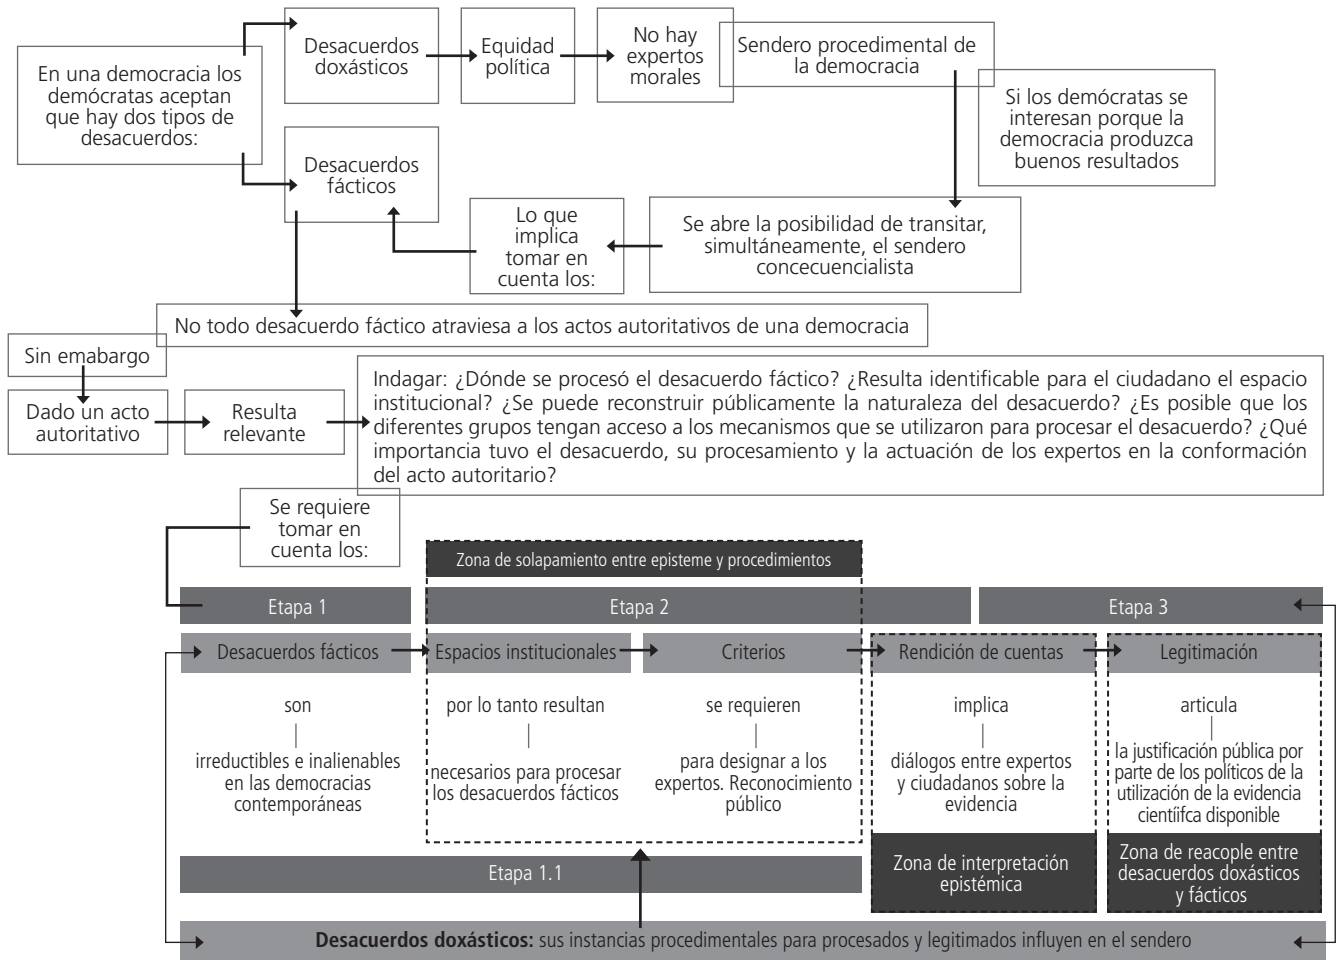 En una democracia los
demócratas aceptan
que hay dos tipos de
desacuerdos:
Desacuerdos
doxásticos
Equidad
política
No hay
expertos
morales
Sendero procedimental de
la democracia
Si los demócratas se
interesan porque la
democracia produzca
buenos resultados
Desacuerdos
fácticos
Lo que
implica
tomar en
cuenta los:
Se abre la posibilidad de transitar,
simultáneamente, el sendero
concecuencialista
No todo desacuerdo fáctico atraviesa a los actos autoritativos de una democracia
Sin emabargo
Dado un acto
autoritativo
Resulta
relevante
Indagar: ¿Dónde se procesó el desacuerdo fáctico? ¿Resulta identificable para el ciudadano el espacio
institucional? ¿Se puede reconstruir públicamente la naturaleza del desacuerdo? ¿Es posible que los
diferentes grupos tengan acceso a los mecanismos que se utilizaron para procesar el desacuerdo? ¿Qué
importancia tuvo el desacuerdo, su procesamiento y la actuación de los expertos en la conformación
del acto autoritario?
Se requiere
tomar en
cuenta los:
Zona de solapamiento entre episteme y procedimientos
Etapa 1
Etapa 2
Etapa 3
Desacuerdos fácticos
Espacios institucionales
Criterios
Rendición de cuentas
Legitimación
son
por lo tanto resultan
se requieren
implica
articula
irreductibles e inalienables
en las democracias
contemporáneas
necesarios para procesar
los desacuerdos fácticos
para designar a los
expertos. Reconocimiento
público
diálogos entre expertos
y ciudadanos sobre la
evidencia
la justificación pública por
parte de los políticos de la
utilización de la evidencia
cientíifca disponible
Etapa 1.1
Zona de interpretación
epistémica
Zona de reacople entre
desacuerdos doxásticos
y fácticos
Desacuerdos doxásticos: sus instancias procedimentales para procesados y legitimados influyen en el sendero